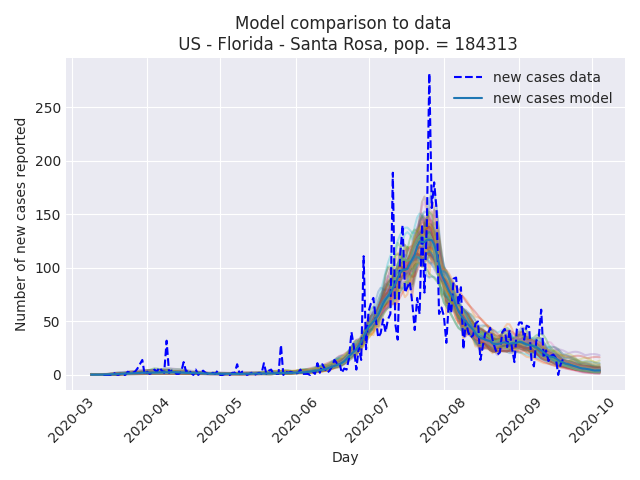 Model comparison to data
US - Florida - Santa Rosa, pop. = 184313
new cases data
new cases model
Number of new cases reported
250
200
150
100
50
0
2020-03
2020-04
2020-05
2020-06
2020-07
2020-08
2020-09
2020-10
Day